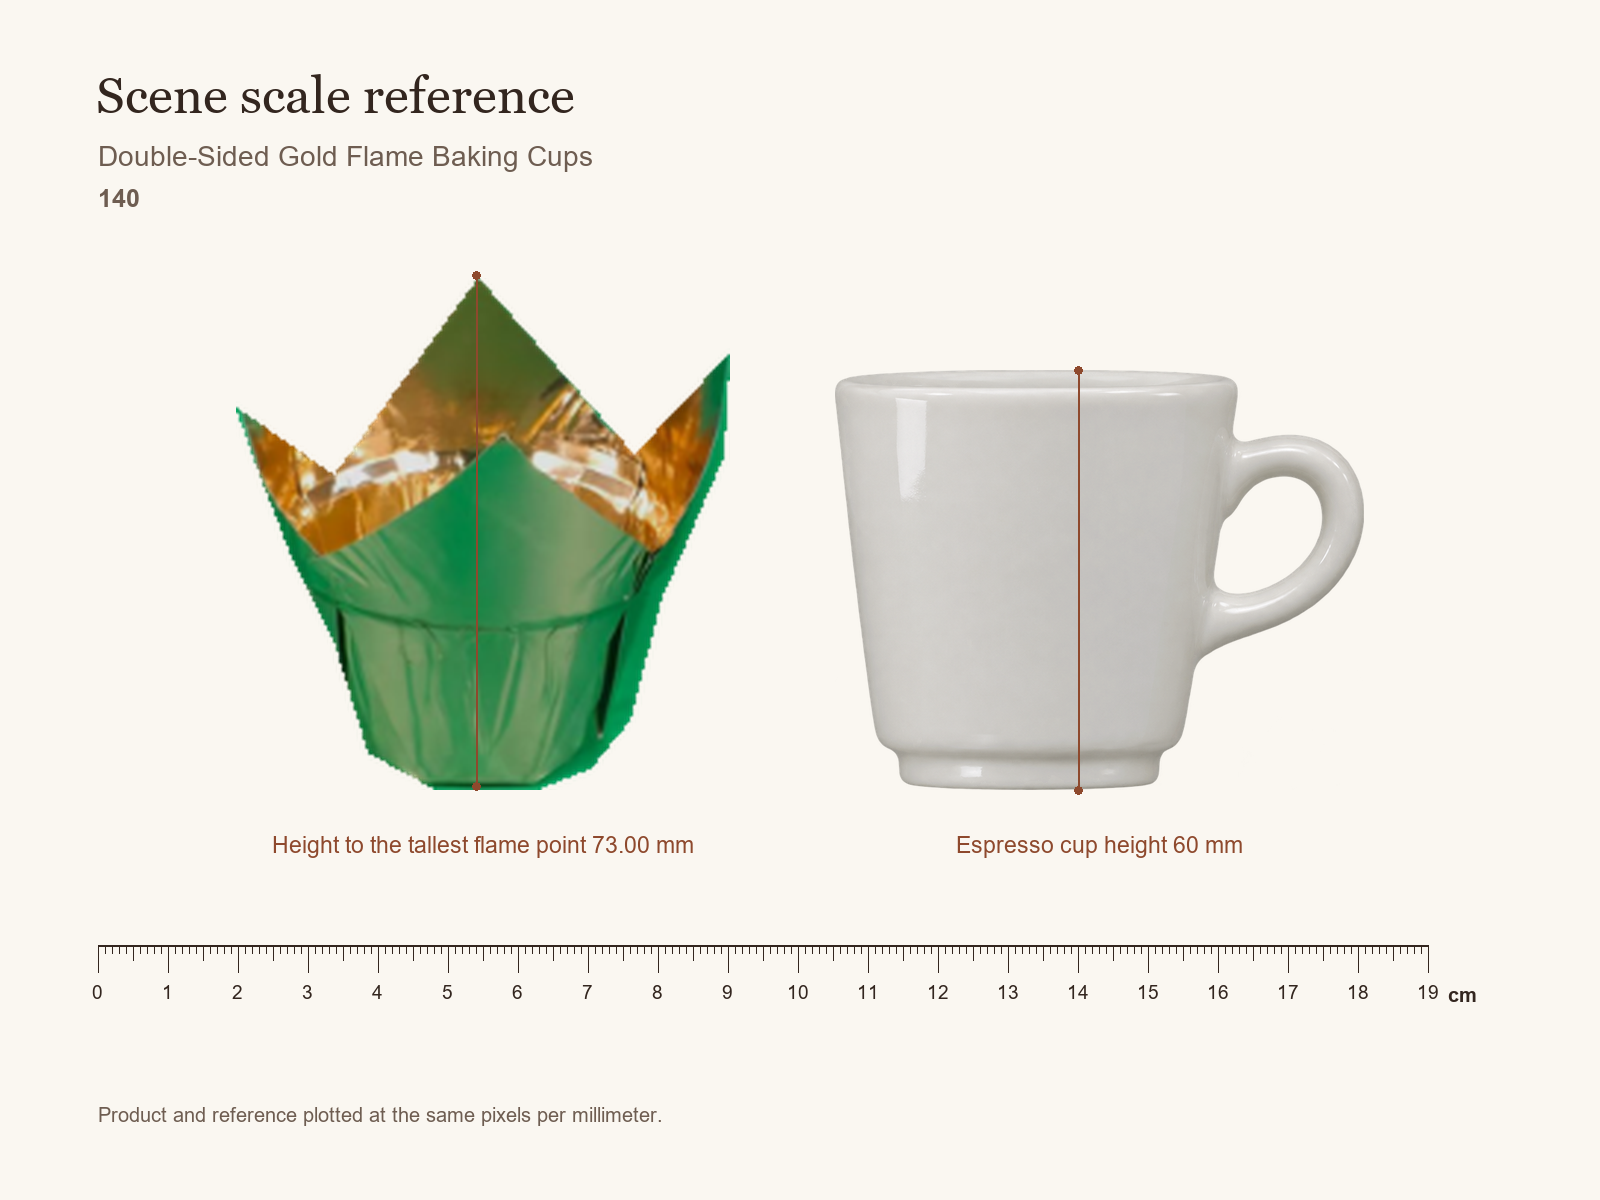 Scene scale reference
Double-Sided Gold Flame Baking Cups
140
Height to the tallest flame point 73.00 mm
Espresso cup height 60 mm
0 1 2 3 4 5 6 7 8 9 10 11 12 13 14 15 16 17 18 19 cm
Product and reference plotted at the same pixels per millimeter.